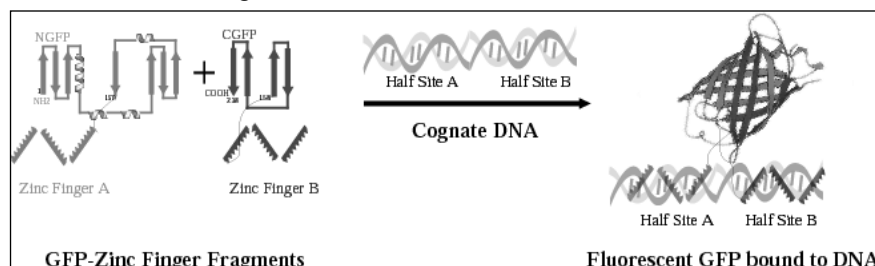 NGFP
CGFP
NH2
157
COOH
238
158
+
Half Site A
Half Site B
Cognate DNA
Zinc Finger A
Zinc Finger B
Half Site A
Half Site B
GFP-Zinc Finger Fragments
Fluorescent GFP bound to DNA